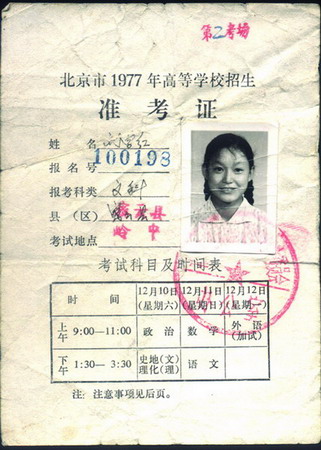 第2考场
北京市1977年高等学校招生
准考证
姓名 刘学红
报名号 100198
报考科类 文科
县(区)
考试地点 岭中
考试科目及时间表
时间 12月10日(星期六) 12月11日(星期日) 12月12日(星期一)
上午 9:00—11:00 政治 数学 外语(加试)
下午 1:30—3:30 史地(文)理化(理) 语文
注:注意事项见后页。